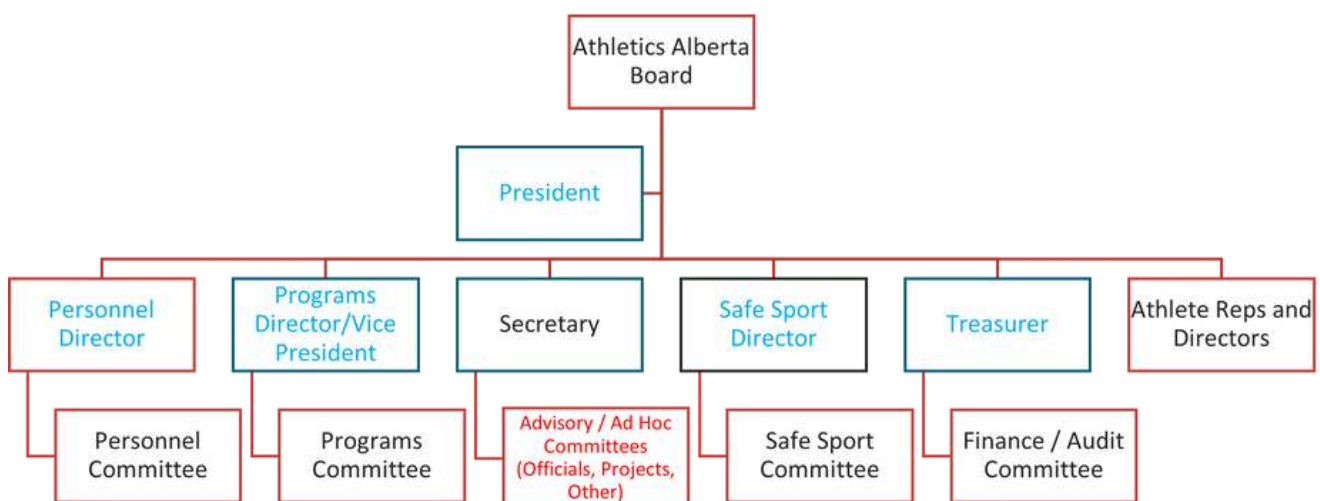 Athletics Alberta
Board
President
Personnel
Director
Programs
Director/Vice
President
Secretary
Safe Sport
Director
Treasurer
Athlete Reps and
Directors
Personnel
Committee
Programs
Committee
Advisory / Ad Hoc
Committees
(Officials, Projects,
Other)
Safe Sport
Committee
Finance / Audit
Committee